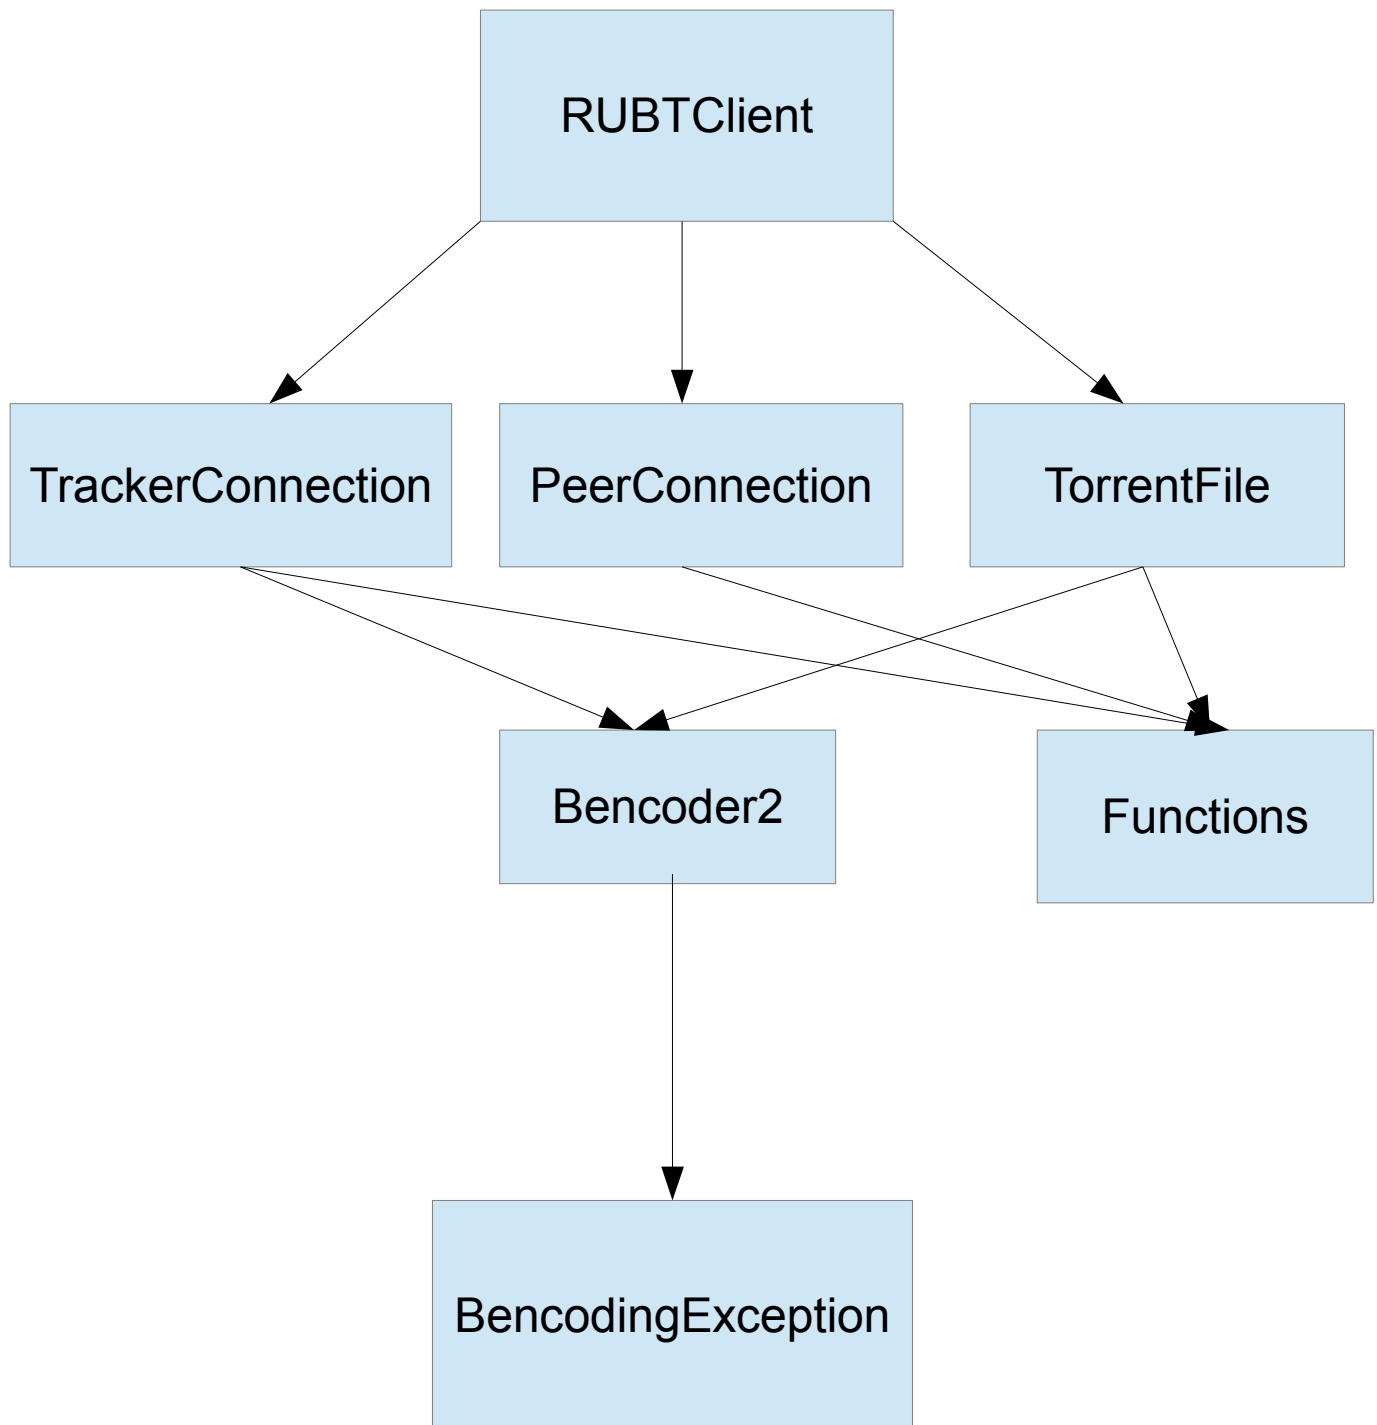 RUBTClient
TrackerConnection
PeerConnection
TorrentFile
Bencoder2
Functions
BencodingException